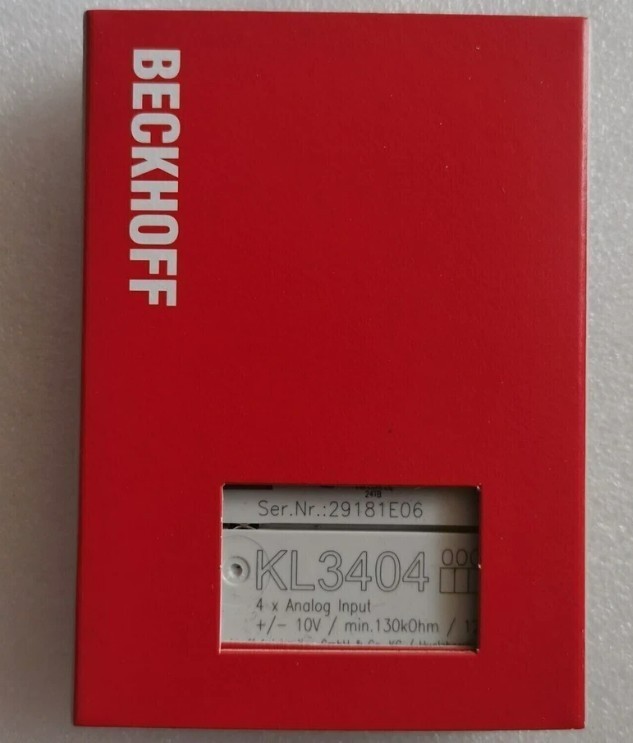 BECKHOFF
Ser.Nr.:29181E06
KL3404
4 x Analog Input
+/- 10V / min.130kOhm /